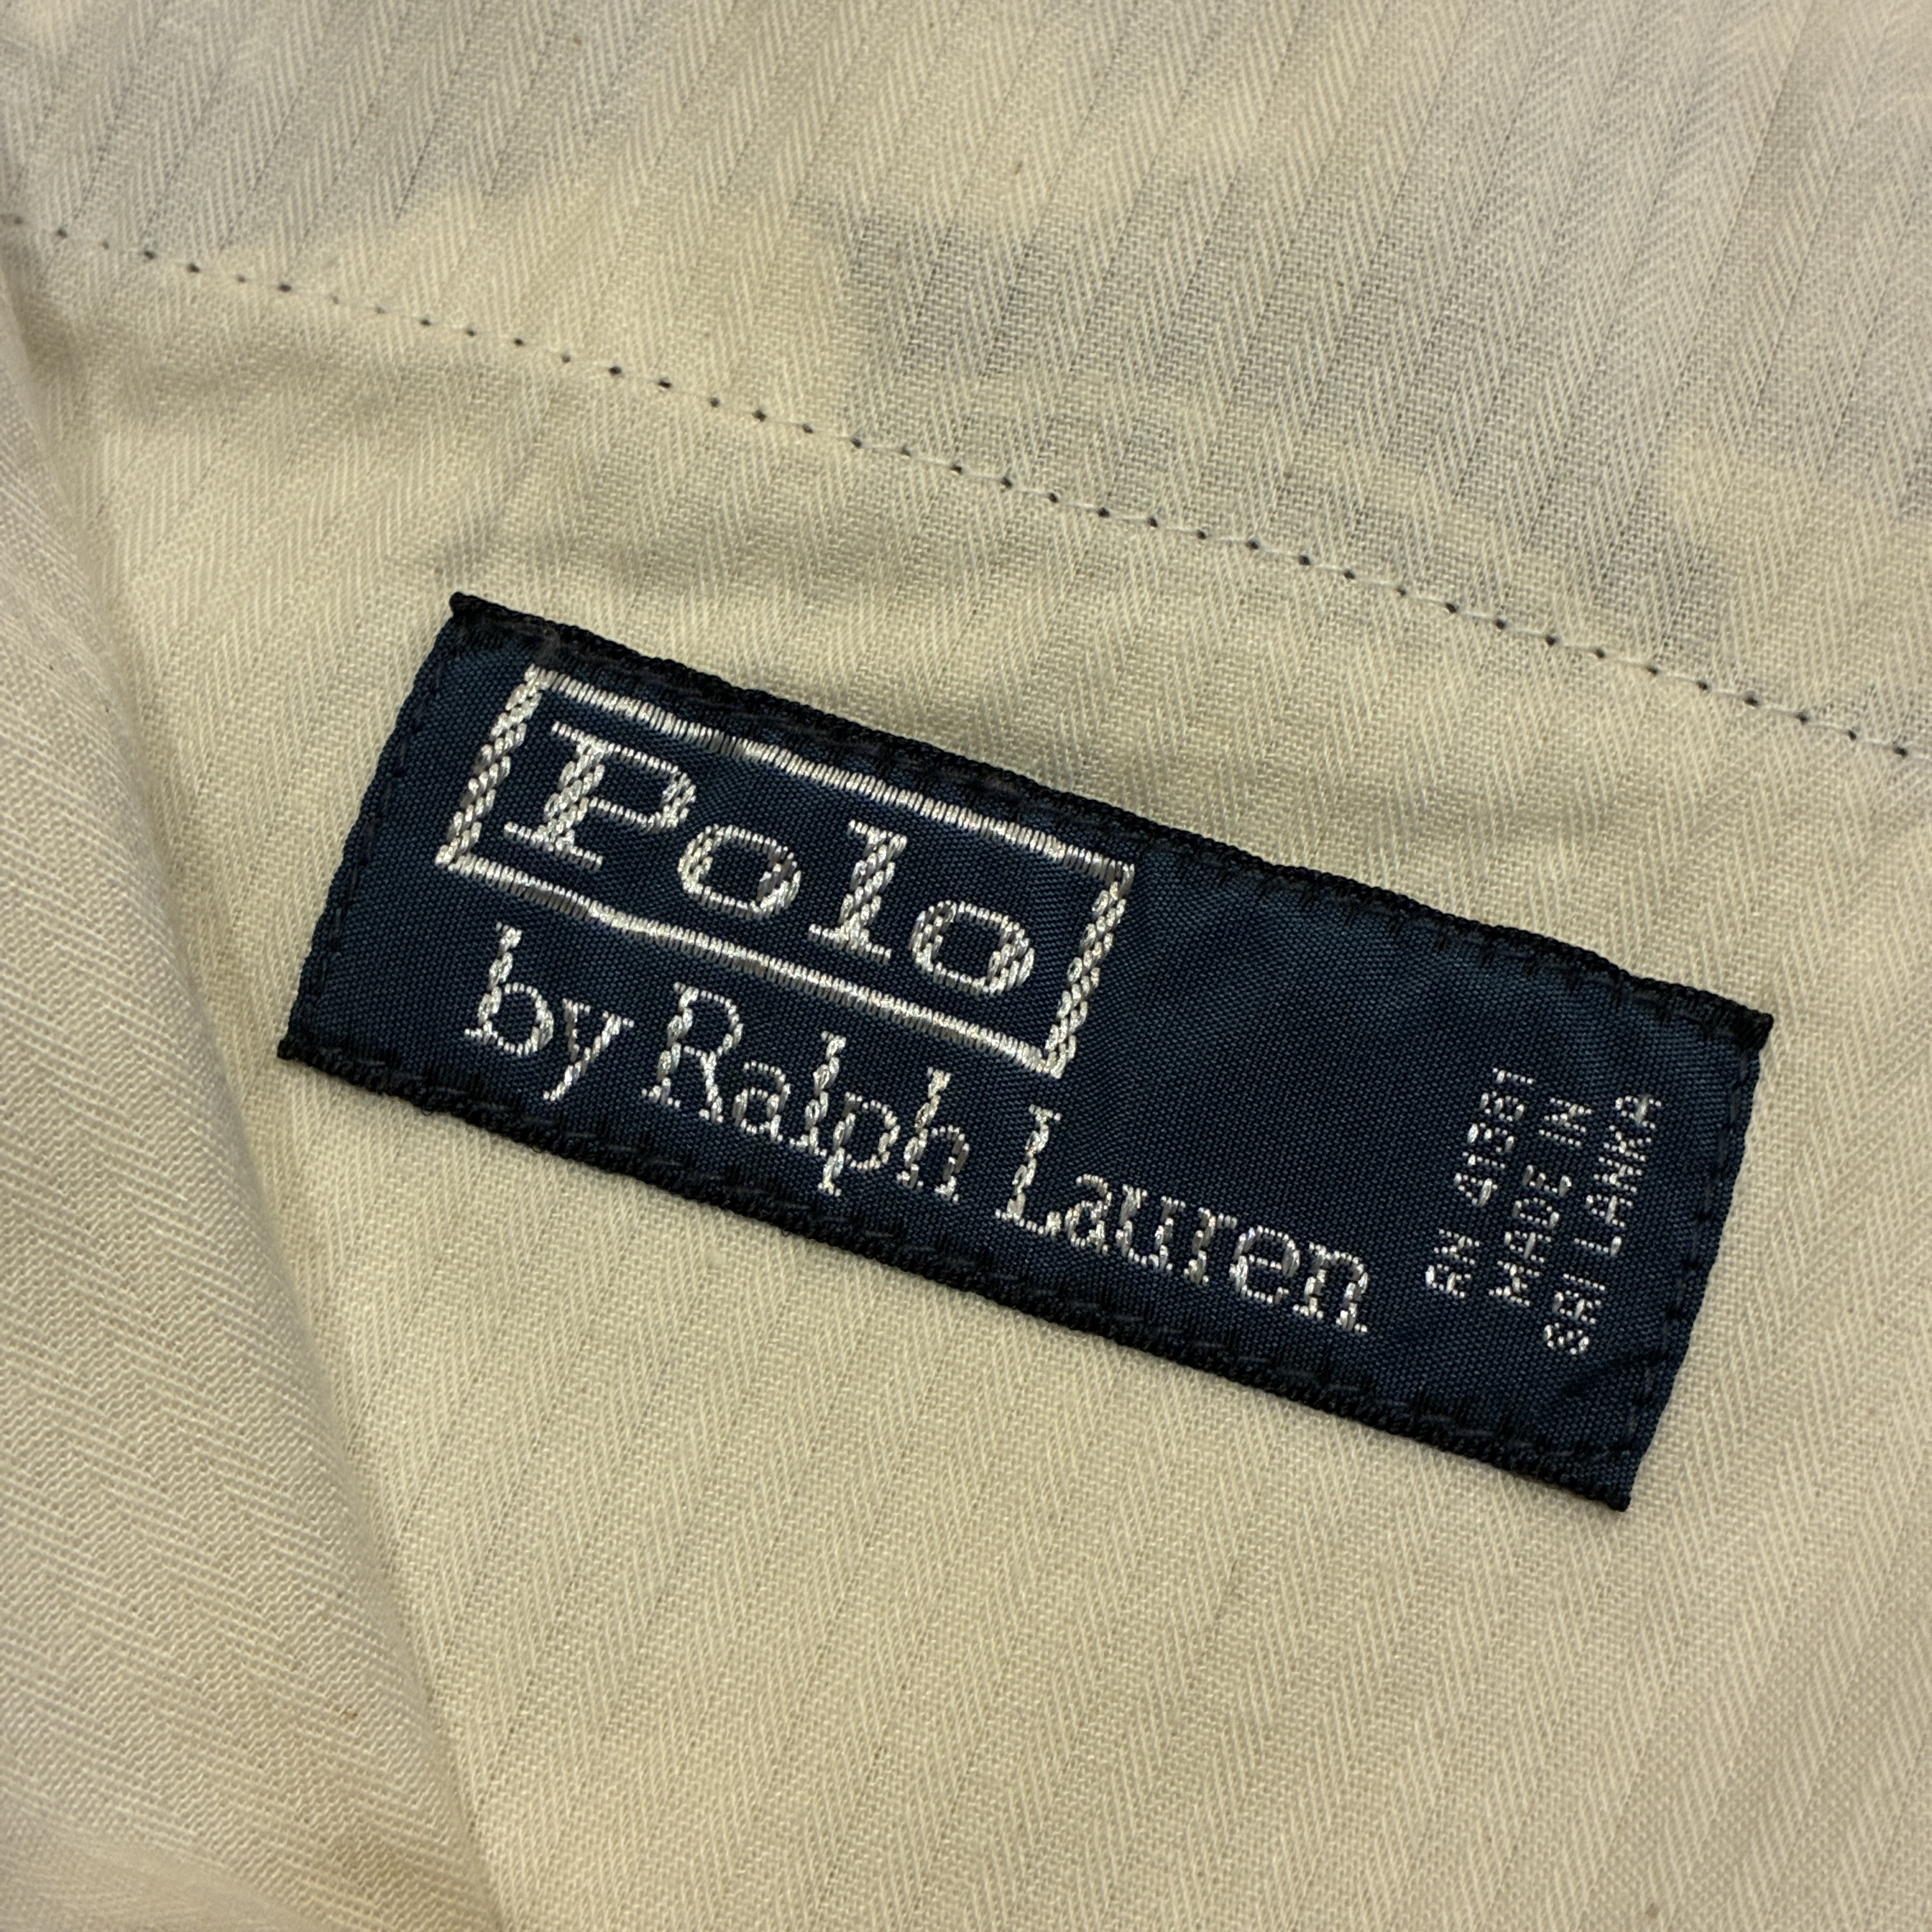 Polo
by Ralph Lauren
RN 41381
MADE IN
SRI LANKA